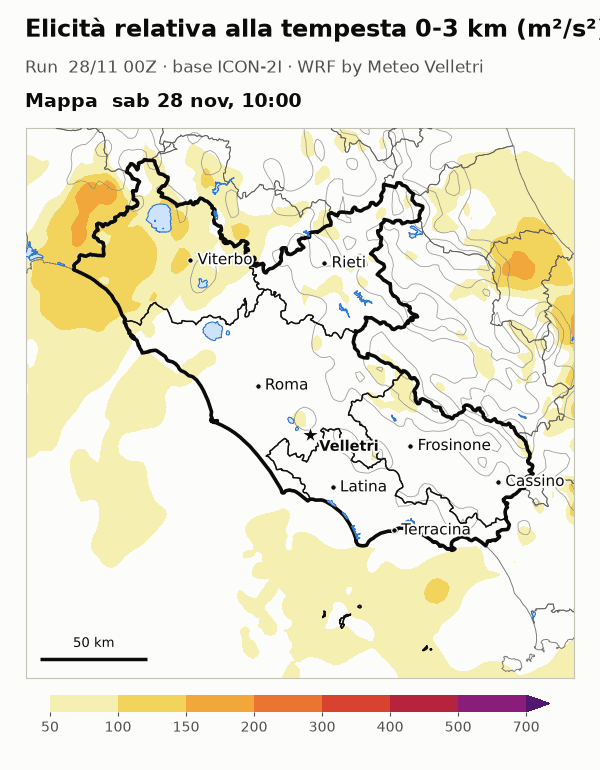 Elicità relativa alla tempesta 0-3 km (m²/s²)
Run 28/11 00Z · base ICON-2I · WRF by Meteo Velletri
Mappa sab 28 nov, 10:00
Viterbo
Rieti
Roma
Velletri
Frosinone
Cassino
Latina
Terracina
50 km
50 100 150 200 300 400 500 700